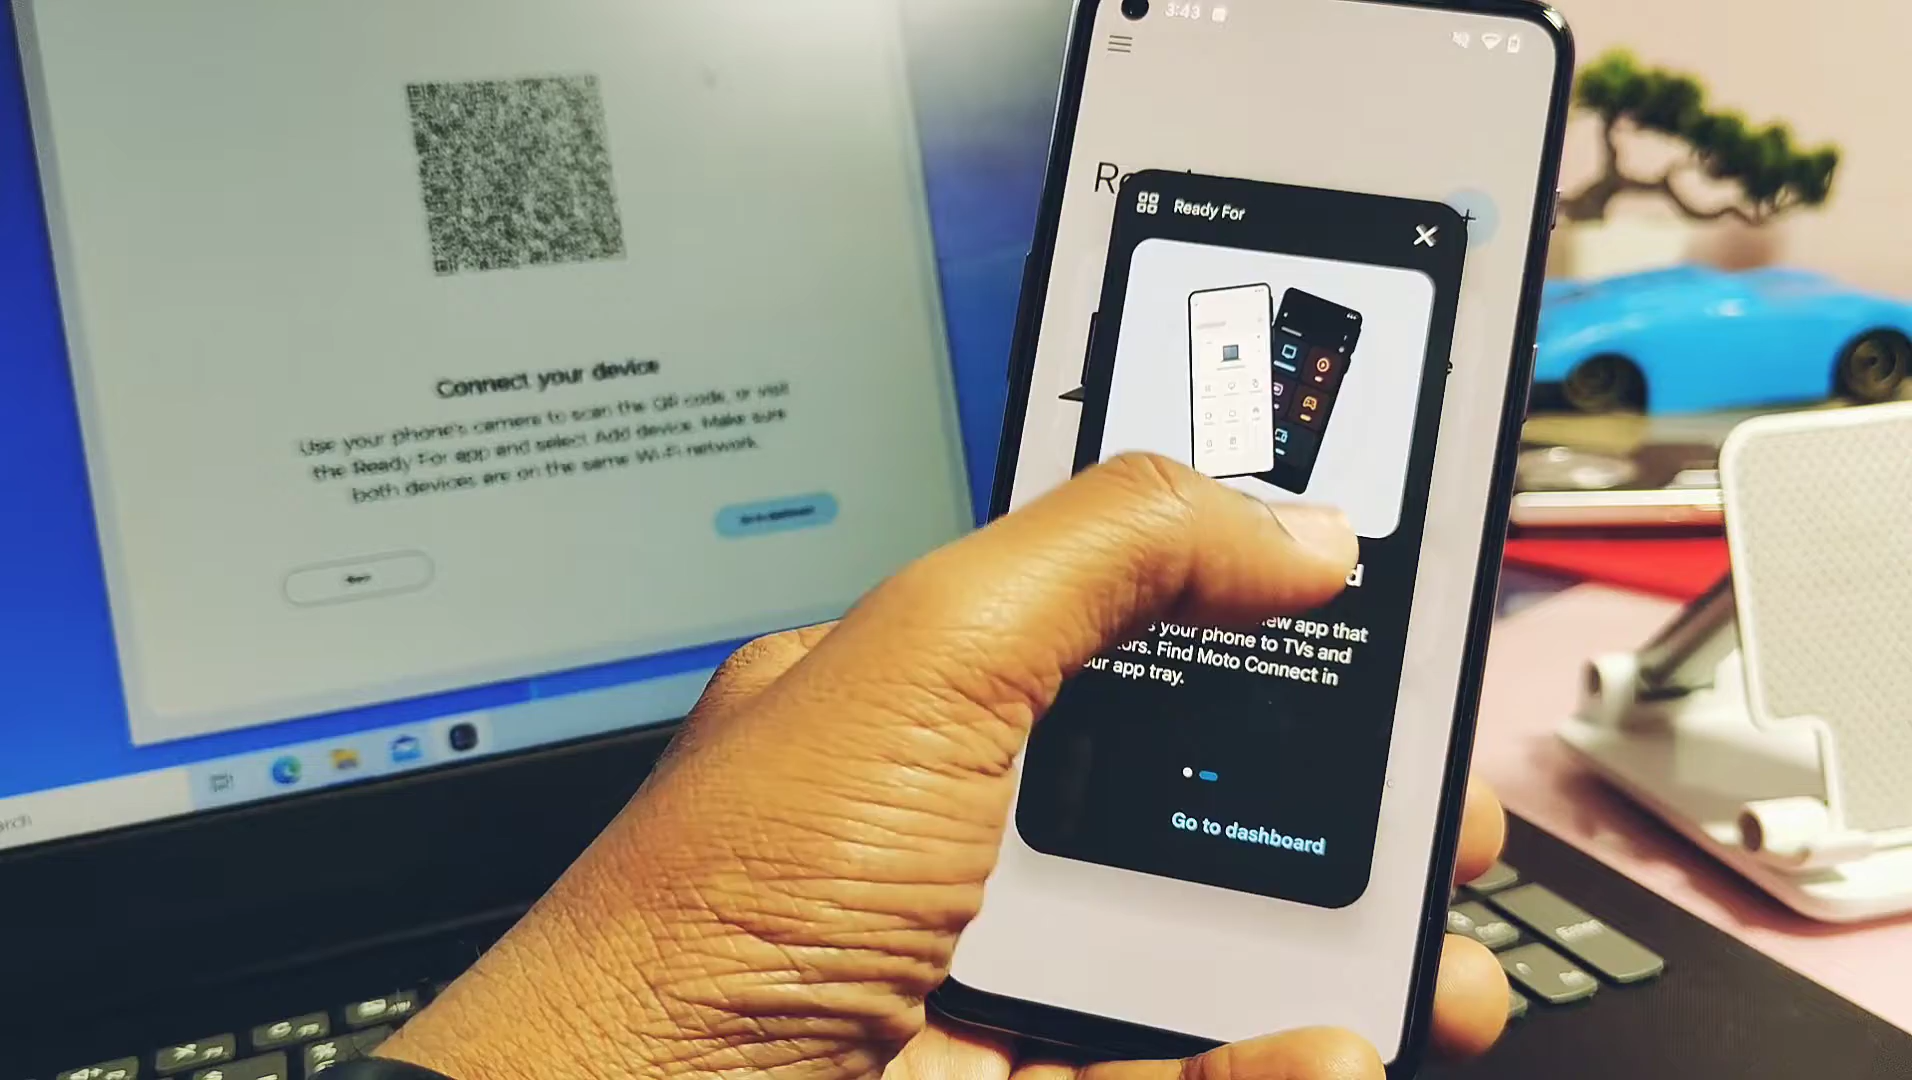 Connect your device
Use your phone's camera to scan the QR code, or visit
the Ready For app and select Add device. Make sure
both devices are on the same Wi-Fi network.
3:43
Ready For
new app that
your phone to TVs and
Find Moto Connect in
app tray.
Go to dashboard
Enter